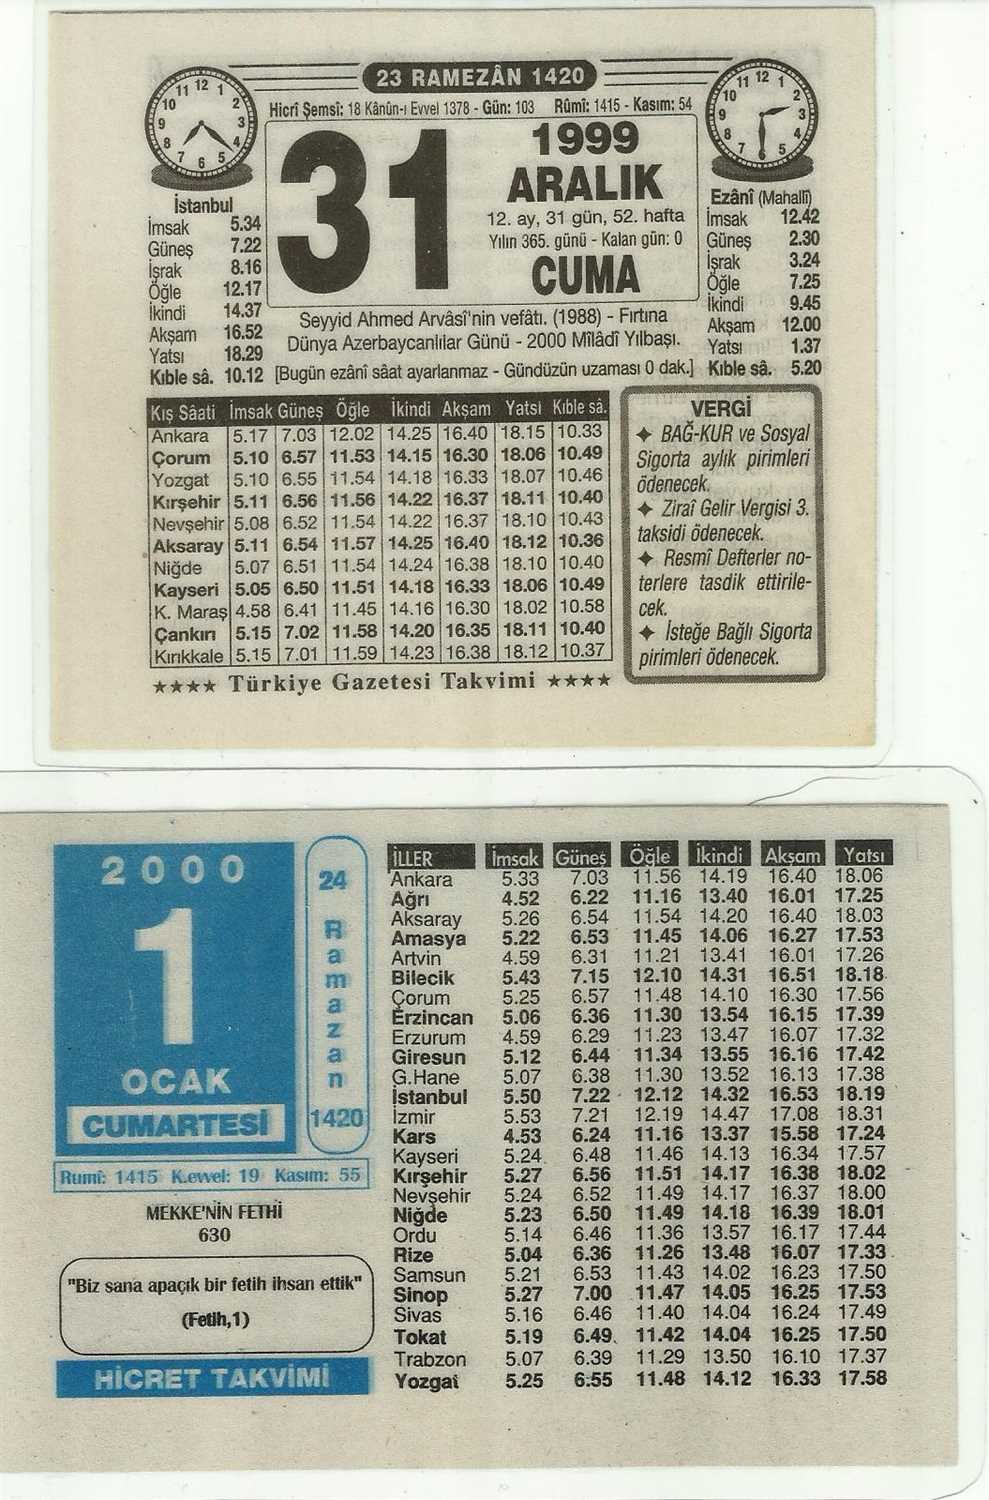 23 RAMEZÂN 1420
Hicrî Şemsî: 18 Kânûn-ı Evvel 1378 - Gün: 103 Rûmî: 1415 - Kasım: 54
31
1999
ARALIK
12. ay, 31 gün, 52. hafta
Yılın 365. günü - Kalan gün: 0
CUMA
12 1 2 3 4 5 6 7 8 9 10 11
İstanbul
İmsak 5.34
Güneş 7.22
İşrak 8.16
Öğle 12.17
İkindi 14.37
Akşam 16.52
Yatsı 18.29
Kıble sâ. 10.12
12 1 2 3 4 5 6 7 8 9 10 11
Ezânî (Mahallî)
İmsak 12.42
Güneş 2.30
İşrak 3.24
Öğle 7.25
İkindi 9.45
Akşam 12.00
Yatsı 1.37
Kıble sâ. 5.20
Seyyid Ahmed Arvâsî'nin vefâtı. (1988) - Fırtına
Dünya Azerbaycanlılar Günü - 2000 Mîlâdî Yılbaşı.
[Bugün ezânî sâat ayarlanmaz - Gündüzün uzaması 0 dak.]
Kış Sâati İmsak Güneş Öğle İkindi Akşam Yatsı Kıble sâ.
Ankara 5.17 7.03 12.02 14.25 16.40 18.15 10.33
Çorum 5.10 6.57 11.53 14.15 16.30 18.06 10.49
Yozgat 5.10 6.55 11.54 14.18 16.33 18.07 10.46
Kırşehir 5.11 6.56 11.56 14.22 16.37 18.11 10.40
Nevşehir 5.08 6.52 11.54 14.22 16.37 18.10 10.43
Aksaray 5.11 6.54 11.57 14.25 16.40 18.12 10.36
Niğde 5.07 6.51 11.54 14.24 16.38 18.10 10.40
Kayseri 5.05 6.50 11.51 14.18 16.33 18.06 10.49
K. Maraş 4.58 6.41 11.45 14.16 16.30 18.02 10.58
Çankırı 5.15 7.02 11.58 14.20 16.35 18.11 10.40
Kırıkkale 5.15 7.01 11.59 14.23 16.38 18.12 10.37
★★★★ Türkiye Gazetesi Takvimi ★★★★
VERGİ
✦ BAĞ-KUR ve Sosyal
Sigorta aylık pirimleri
ödenecek.
✦ Ziraî Gelir Vergisi 3.
taksidi ödenecek.
✦ Resmî Defterler no-
terlere tasdik ettirile-
cek.
✦ İsteğe Bağlı Sigorta
pirimleri ödenecek.
2000
1
OCAK
CUMARTESİ
24
Ramazan
1420
Rumî: 1415 K.evvel: 19 Kasım: 55
MEKKE'NİN FETHİ
630
"Biz sana apaçık bir fetih ihsan ettik"
(Fetih,1)
HİCRET TAKVİMİ
İLLER İmsak Güneş Öğle İkindi Akşam Yatsı
Ankara 5.33 7.03 11.56 14.19 16.40 18.06
Ağrı 4.52 6.22 11.16 13.40 16.01 17.25
Aksaray 5.26 6.54 11.54 14.20 16.40 18.03
Amasya 5.22 6.53 11.45 14.06 16.27 17.53
Artvin 4.59 6.31 11.21 13.41 16.01 17.26
Bilecik 5.43 7.15 12.10 14.31 16.51 18.18
Çorum 5.25 6.57 11.48 14.10 16.30 17.56
Erzincan 5.06 6.36 11.30 13.54 16.15 17.39
Erzurum 4.59 6.29 11.23 13.47 16.07 17.32
Giresun 5.12 6.44 11.34 13.55 16.16 17.42
G.Hane 5.07 6.38 11.30 13.52 16.13 17.38
İstanbul 5.50 7.22 12.12 14.32 16.53 18.19
İzmir 5.53 7.21 12.19 14.47 17.08 18.31
Kars 4.53 6.24 11.16 13.37 15.58 17.24
Kayseri 5.24 6.48 11.46 14.13 16.34 17.57
Kırşehir 5.27 6.56 11.51 14.17 16.38 18.02
Nevşehir 5.24 6.52 11.49 14.17 16.37 18.00
Niğde 5.23 6.50 11.49 14.18 16.39 18.01
Ordu 5.14 6.46 11.36 13.57 16.17 17.44
Rize 5.04 6.36 11.26 13.48 16.07 17.33
Samsun 5.21 6.53 11.43 14.02 16.23 17.50
Sinop 5.27 7.00 11.47 14.05 16.25 17.53
Sivas 5.16 6.46 11.40 14.04 16.24 17.49
Tokat 5.19 6.49 11.42 14.04 16.25 17.50
Trabzon 5.07 6.39 11.29 13.50 16.10 17.37
Yozgat 5.25 6:55 11.48 14.12 16.33 17.58